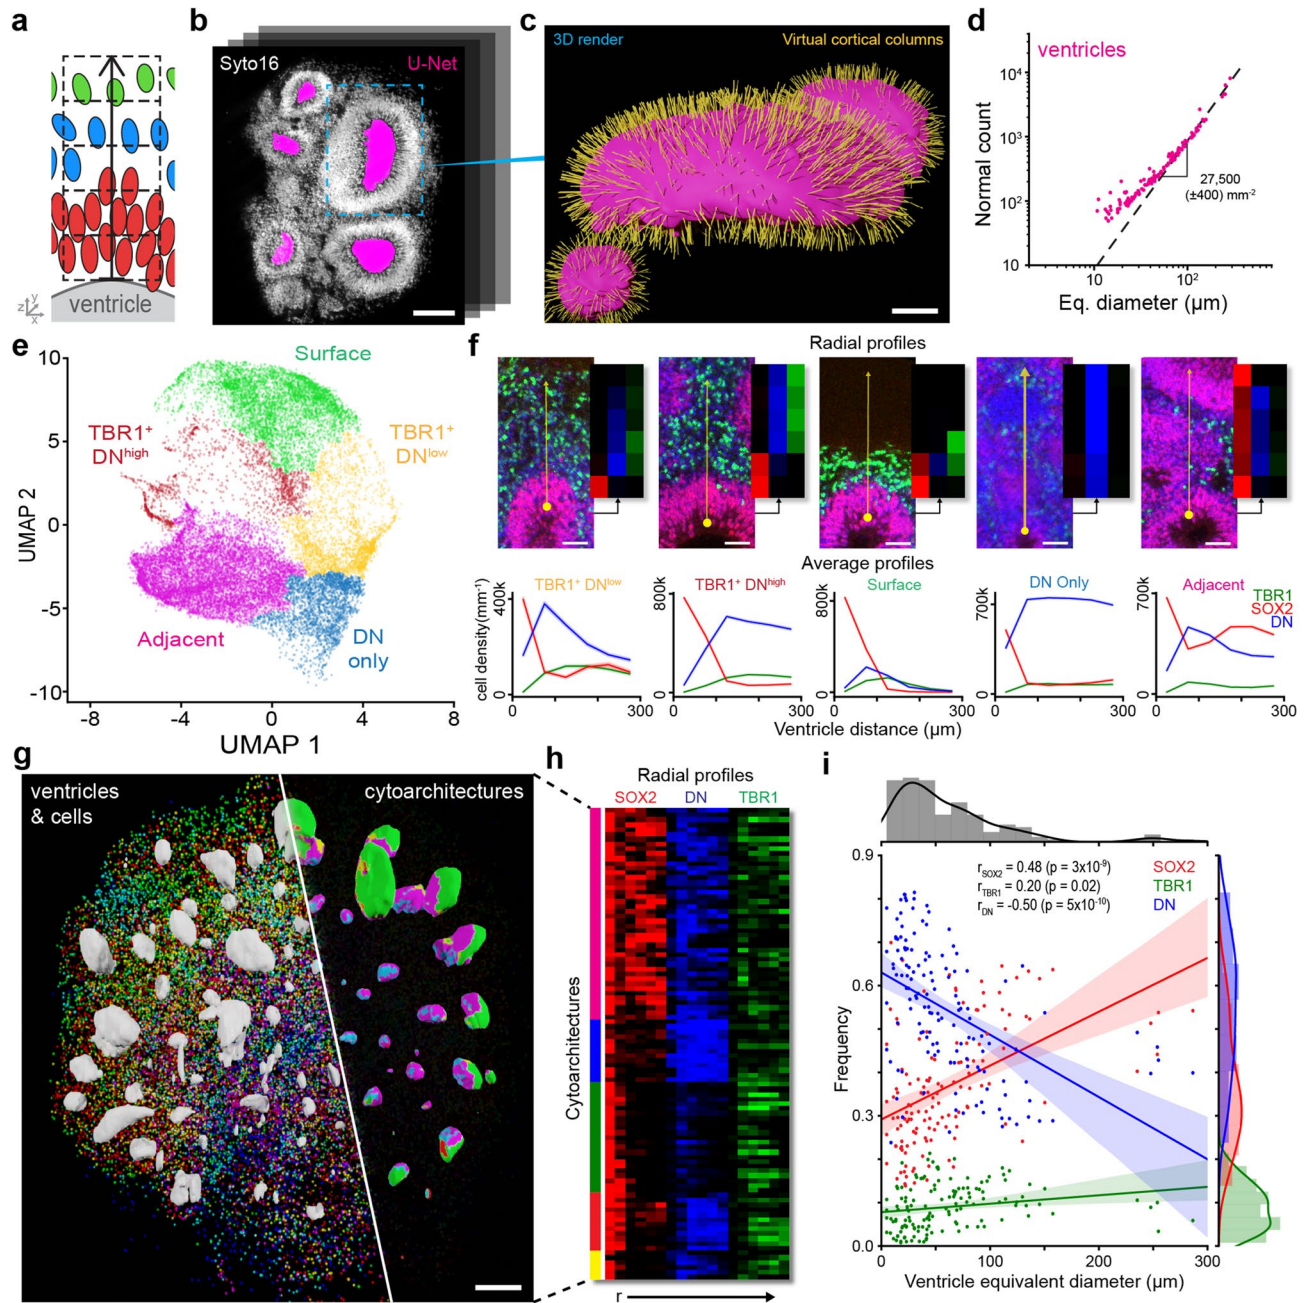 a
ventricle
z
y
x
b
Syto16
U-Net
c
3D render
Virtual cortical columns
d
ventricles
Normal count
10⁴
10³
10²
10
27,500
(±400) mm⁻²
10
10²
Eq. diameter (µm)
e
Surface
TBR1⁺
DNhigh
TBR1⁺
DNlow
Adjacent
DN
only
UMAP 2
10
5
0
-5
-10
-8
-4
0
4
8
UMAP 1
f
Radial profiles
Average profiles
cell density(mm⁻¹)
TBR1⁺ DNlow
400k
0
0
300
TBR1⁺ DNhigh
800k
0
0
300
Surface
800k
0
0
300
DN Only
700k
0
0
300
Adjacent
700k
0
0
300
TBR1
SOX2
DN
Ventricle distance (µm)
g
ventricles
& cells
cytoarchitectures
h
Radial profiles
SOX2 DN TBR1
Cytoarchitectures
r
i
rSOX2 = 0.48 (p = 3x10⁻⁹)
rTBR1 = 0.20 (p = 0.02)
rDN = -0.50 (p = 5x10⁻¹⁰)
SOX2
TBR1
DN
Frequency
0.9
0.6
0.3
0.0
0
100
200
300
Ventricle equivalent diameter (µm)